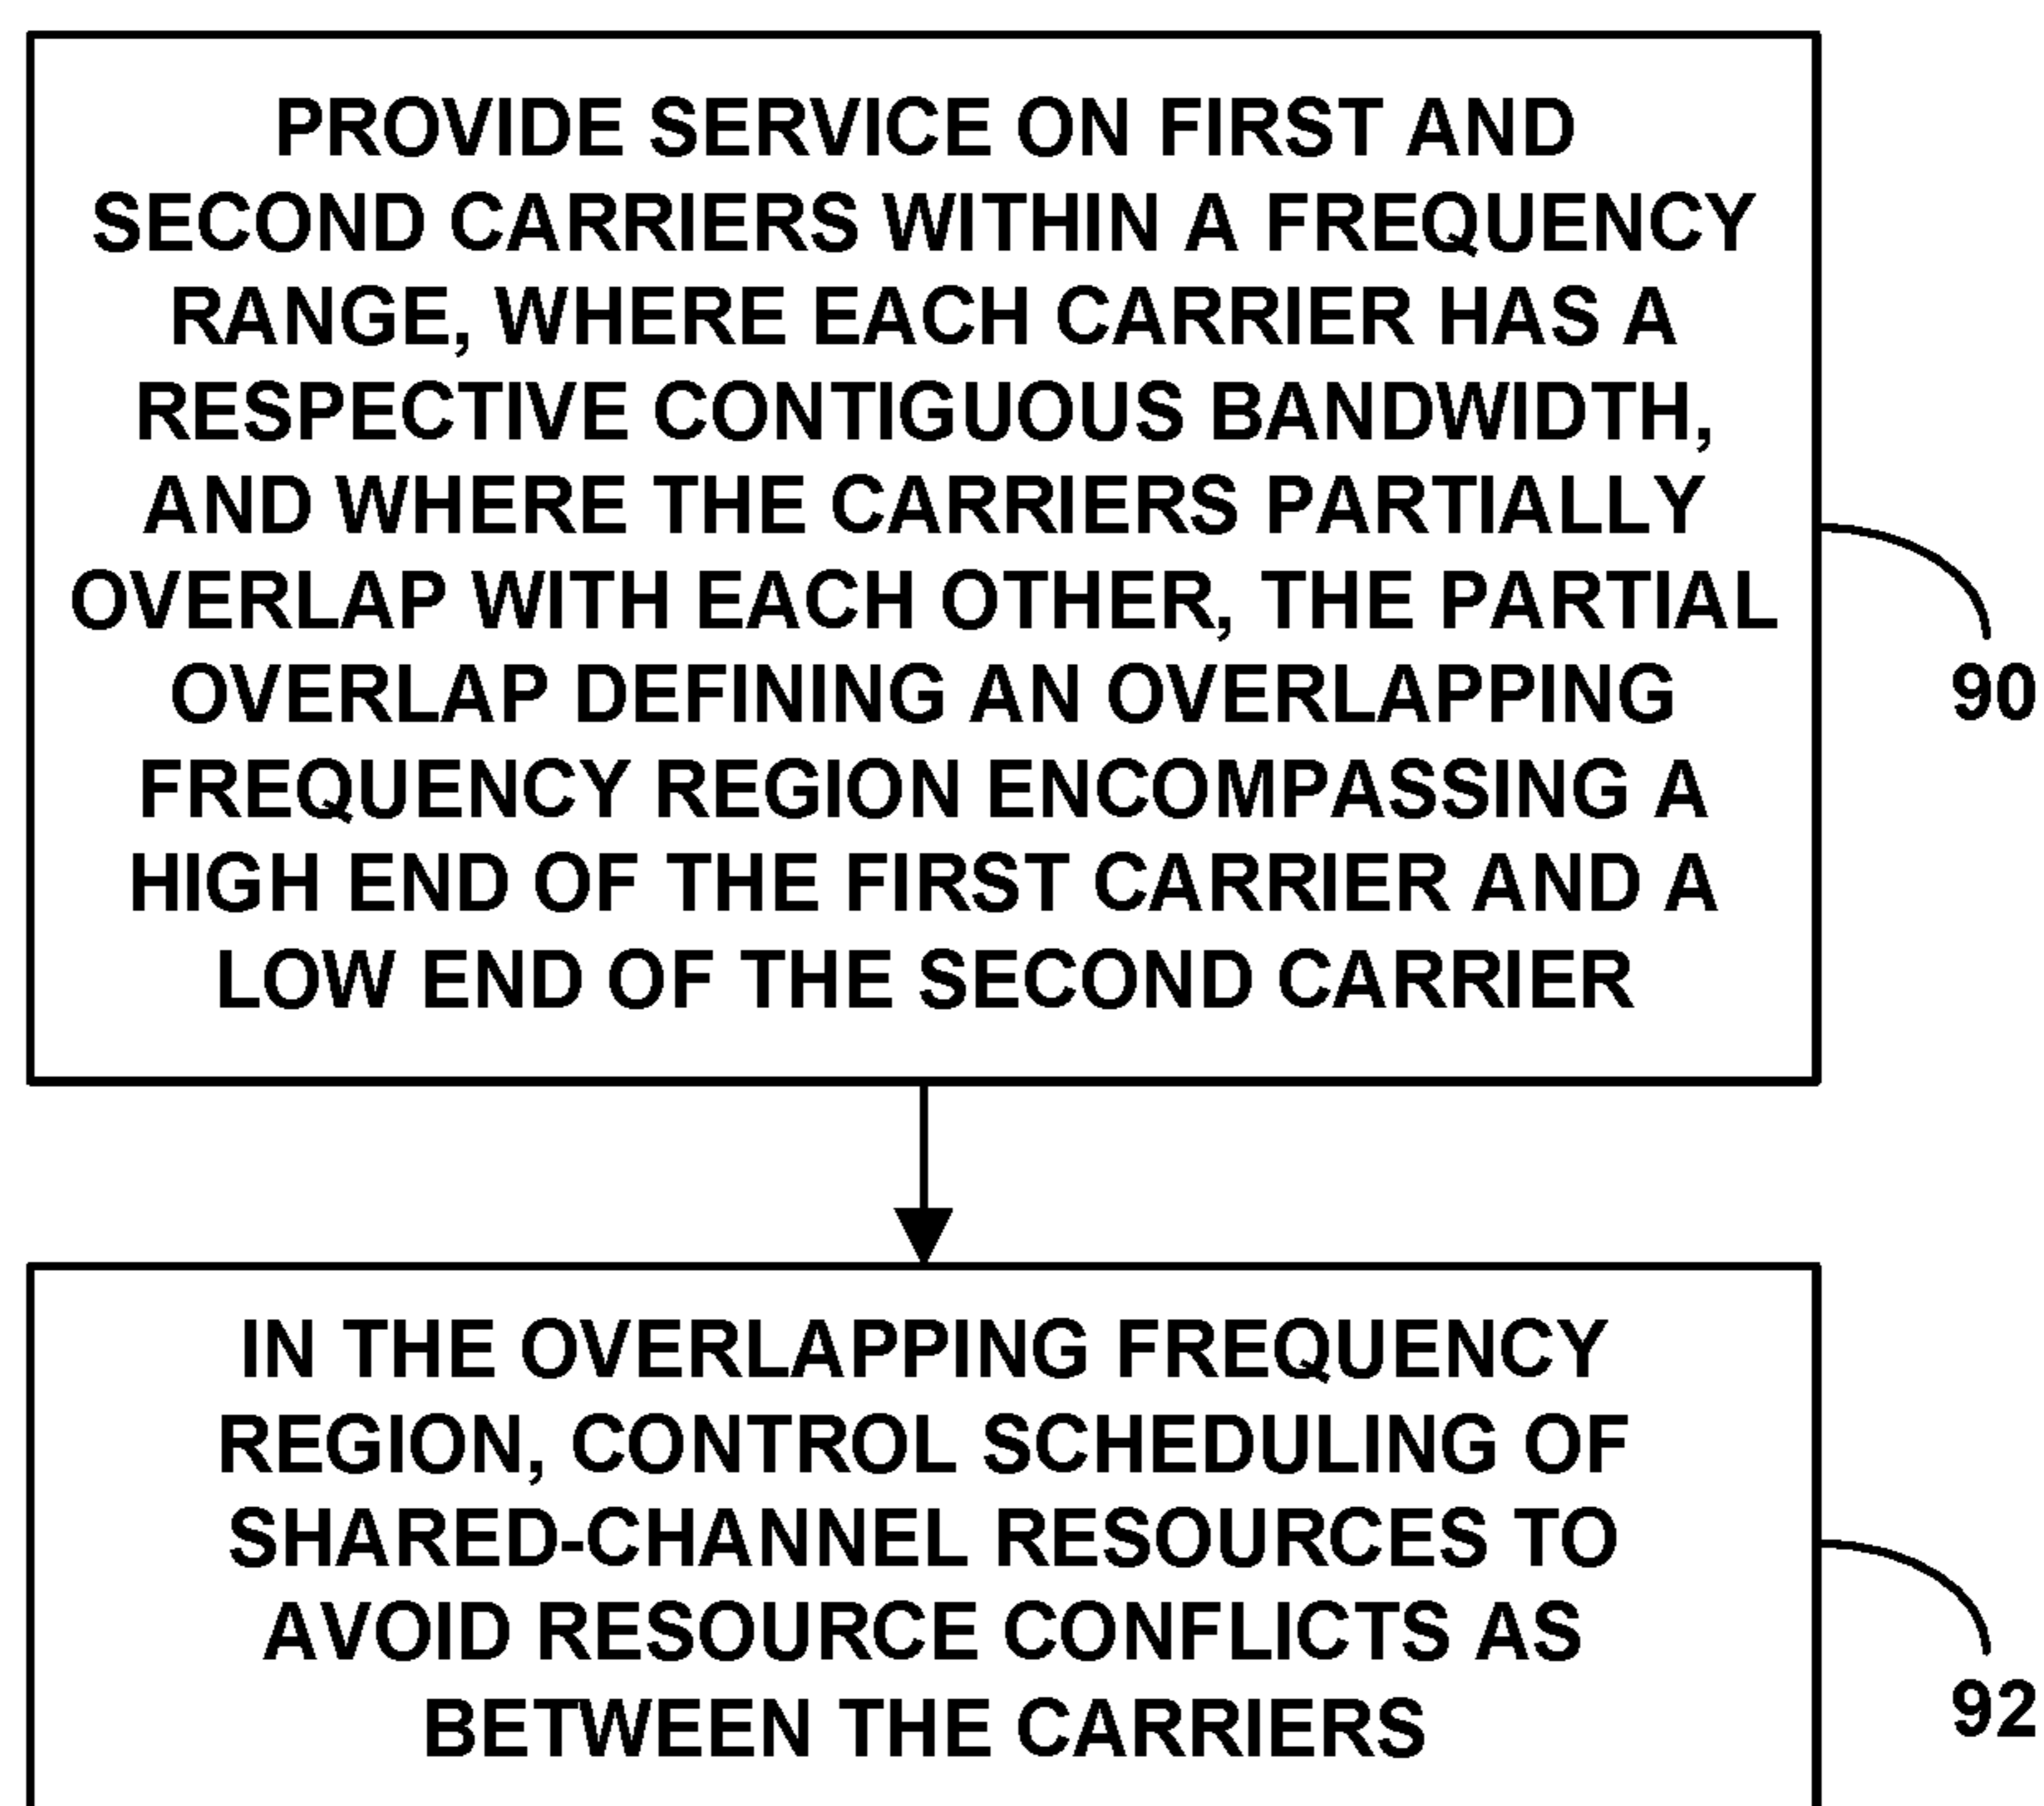 PROVIDE SERVICE ON FIRST AND
SECOND CARRIERS WITHIN A FREQUENCY
RANGE, WHERE EACH CARRIER HAS A
RESPECTIVE CONTIGUOUS BANDWIDTH,
AND WHERE THE CARRIERS PARTIALLY
OVERLAP WITH EACH OTHER, THE PARTIAL
OVERLAP DEFINING AN OVERLAPPING
FREQUENCY REGION ENCOMPASSING A
HIGH END OF THE FIRST CARRIER AND A
LOW END OF THE SECOND CARRIER
90
IN THE OVERLAPPING FREQUENCY
REGION, CONTROL SCHEDULING OF
SHARED-CHANNEL RESOURCES TO
AVOID RESOURCE CONFLICTS AS
BETWEEN THE CARRIERS
92